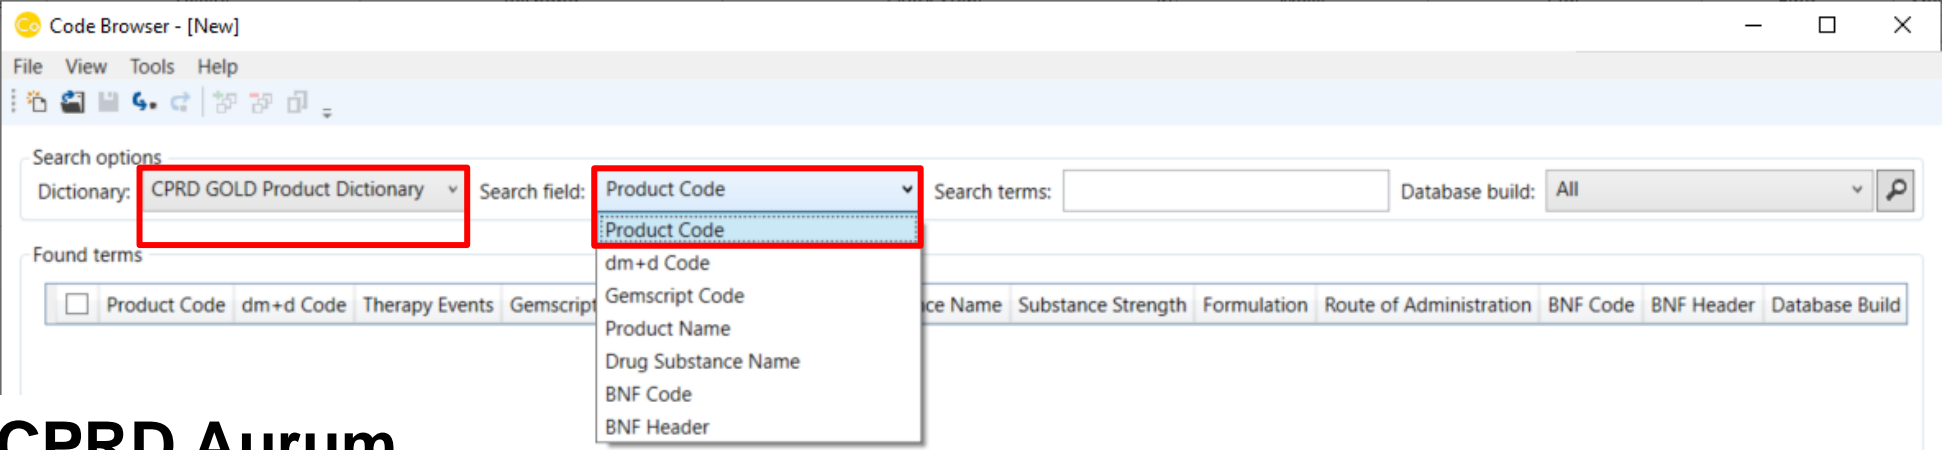 Co Code Browser - [New]
File View Tools Help
Search options
Dictionary: CPRD GOLD Product Dictionary Search field: Product Code Search terms: Database build: All
Product Code
dm+d Code
Gemscript Code
Product Name
Drug Substance Name
BNF Code
BNF Header
Found terms
Product Code dm+d Code Therapy Events Gemscript ce Name Substance Strength Formulation Route of Administration BNF Code BNF Header Database Build
CPRD Aurum